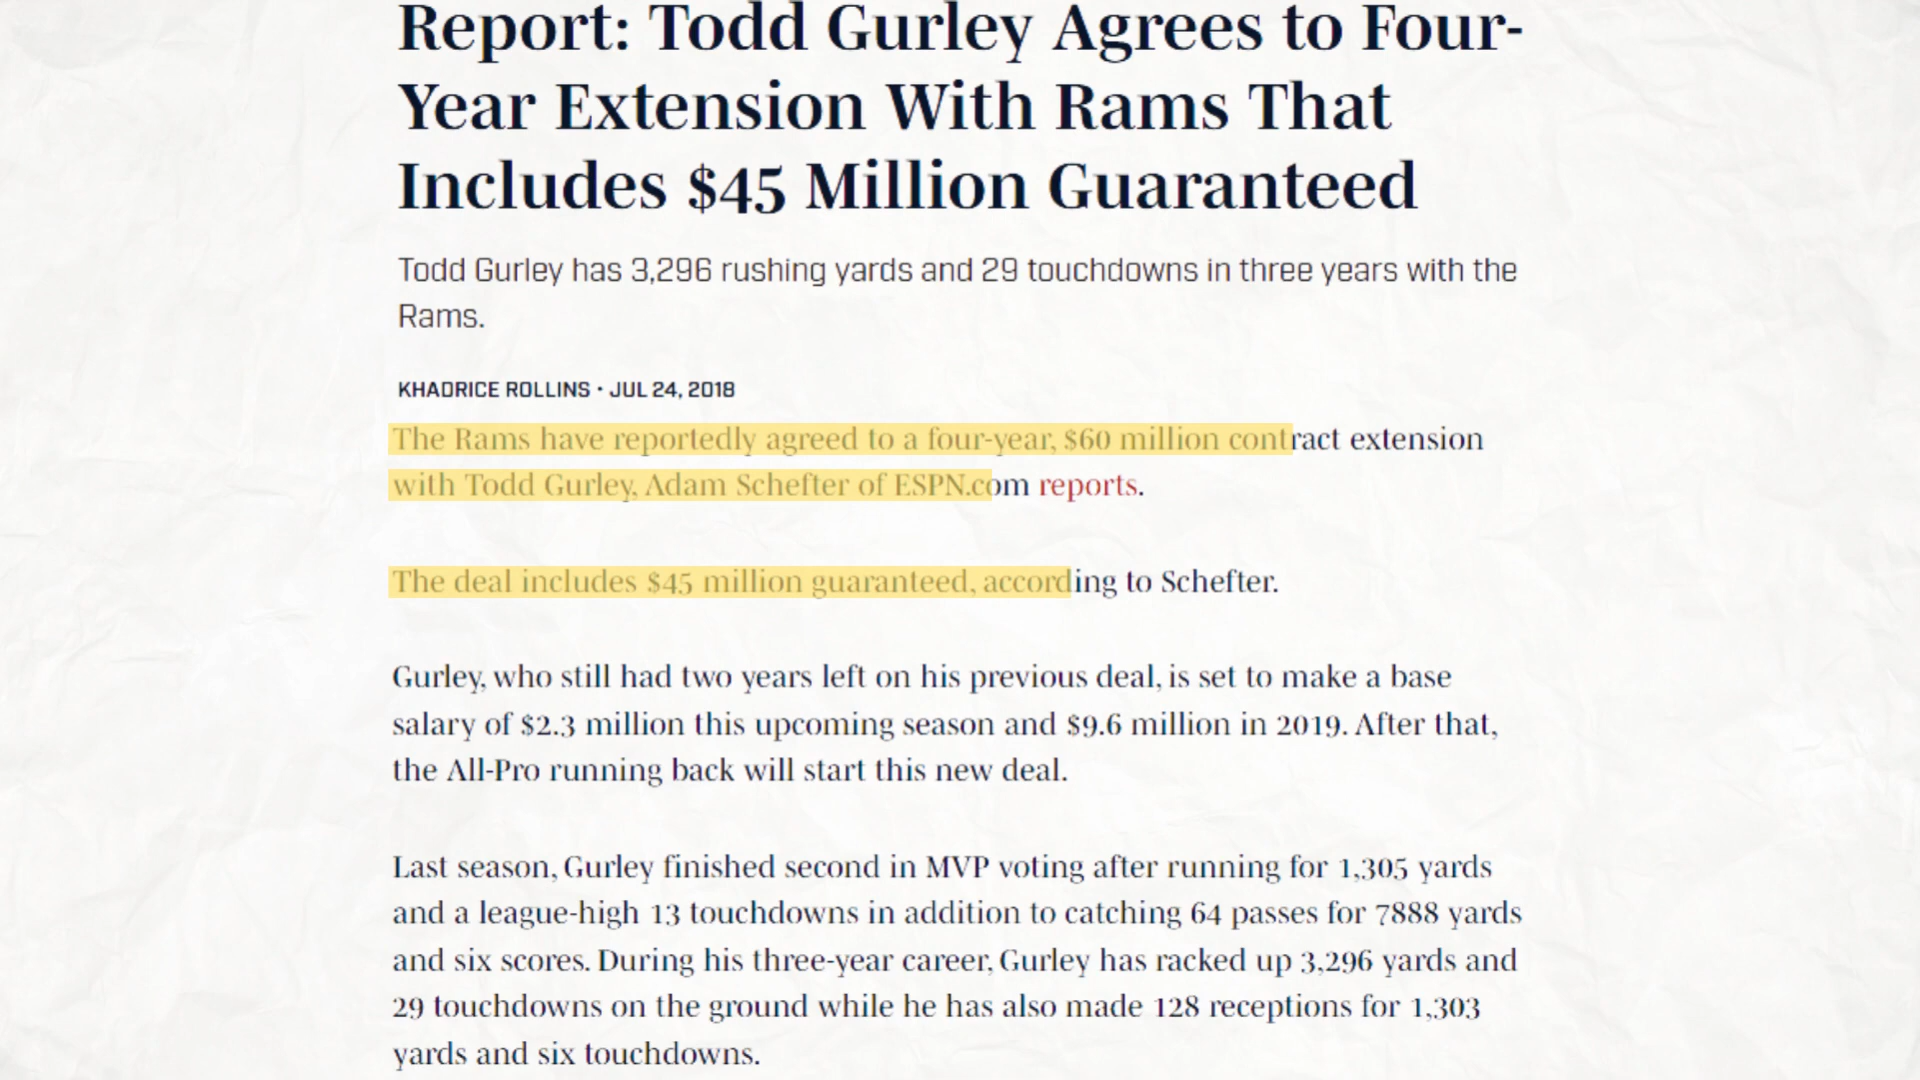 Report: Todd Gurley Agrees to Four-
Year Extension With Rams That
Includes $45 Million Guaranteed
Todd Gurley has 3,296 rushing yards and 29 touchdowns in three years with the
Rams.
KHADRICE ROLLINS • JUL 24, 2018
The Rams have reportedly agreed to a four-year, $60 million contract extension
with Todd Gurley, Adam Schefter of ESPN.com reports.
The deal includes $45 million guaranteed, according to Schefter.
Gurley, who still had two years left on his previous deal, is set to make a base
salary of $2.3 million this upcoming season and $9.6 million in 2019. After that,
the All-Pro running back will start this new deal.
Last season, Gurley finished second in MVP voting after running for 1,305 yards
and a league-high 13 touchdowns in addition to catching 64 passes for 7888 yards
and six scores. During his three-year career, Gurley has racked up 3,296 yards and
29 touchdowns on the ground while he has also made 128 receptions for 1,303
yards and six touchdowns.